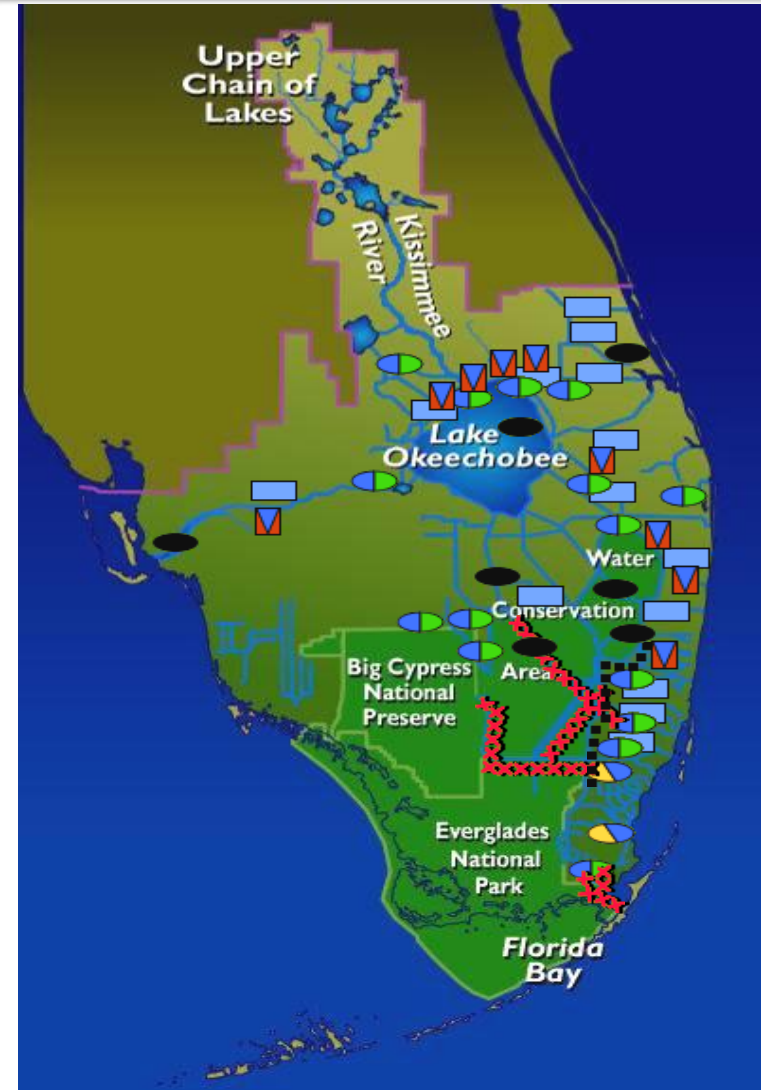 Upper
Chain of
Lakes
Kissimmee
River
Lake
Okeechobee
Water
Conservation
Area
Big Cypress
National
Preserve
Everglades
National
Park
Florida
Bay